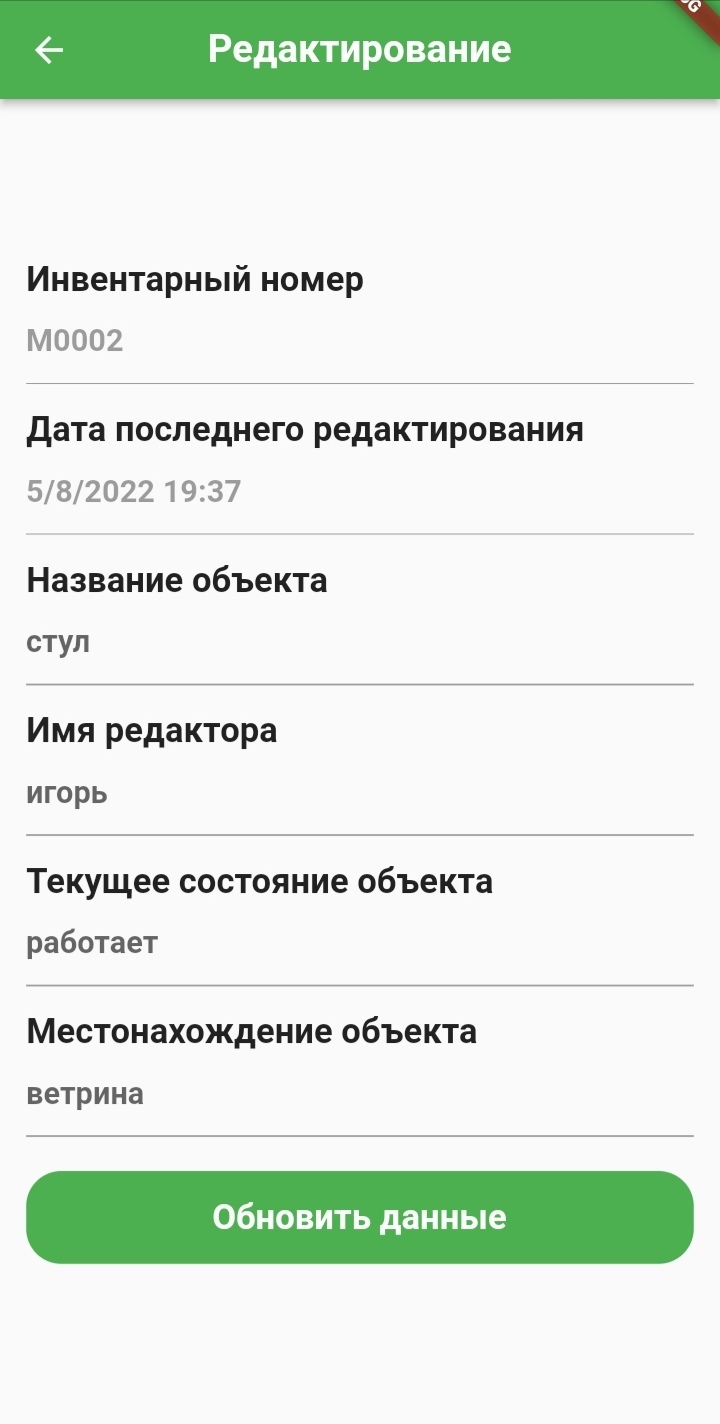 Редактирование
Инвентарный номер
M0002
Дата последнего редактирования
5/8/2022 19:37
Название объекта
стул
Имя редактора
игорь
Текущее состояние объекта
работает
Местонахождение объекта
ветрина
Обновить данные